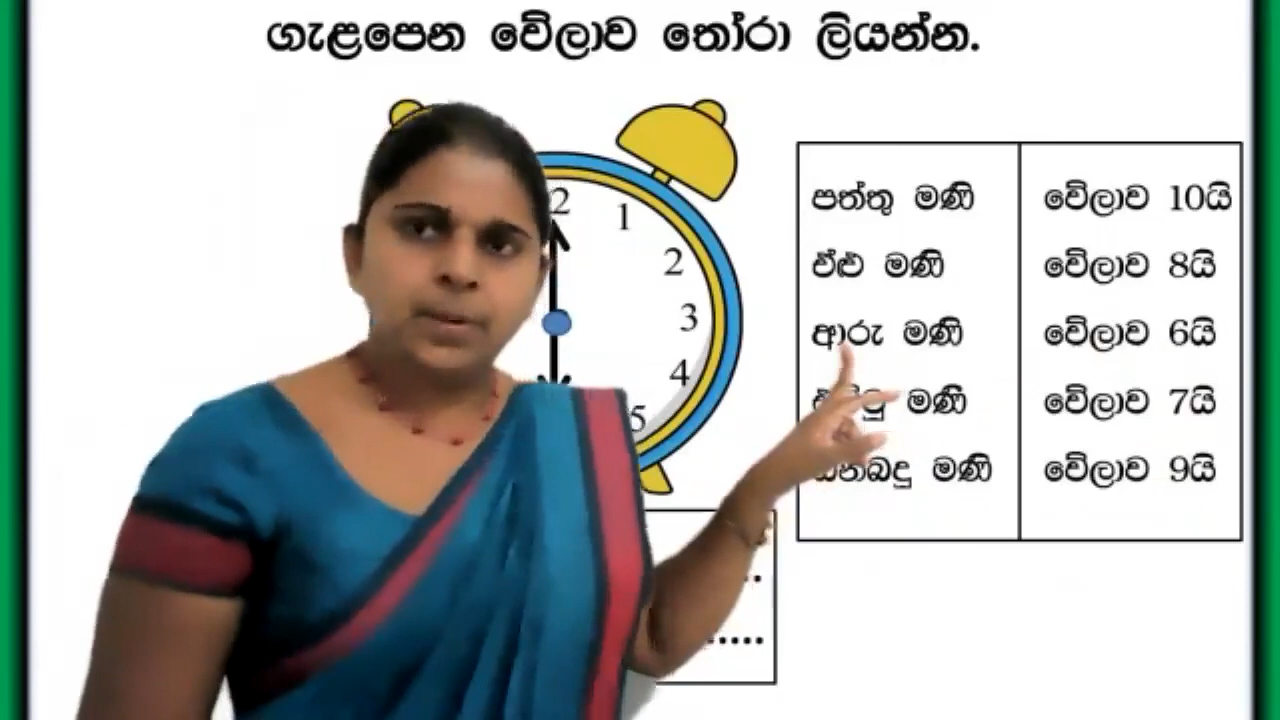 ගැළපෙන වේලාව තෝරා ලියන්න.
2
1
2
3
4
5
පත්තු මණි වේලාව 10යි
ඒළු මණි වේලාව 8යි
ආරු මණි වේලාව 6යි
මණි වේලාව 7යි
මණි වේලාව 9යි